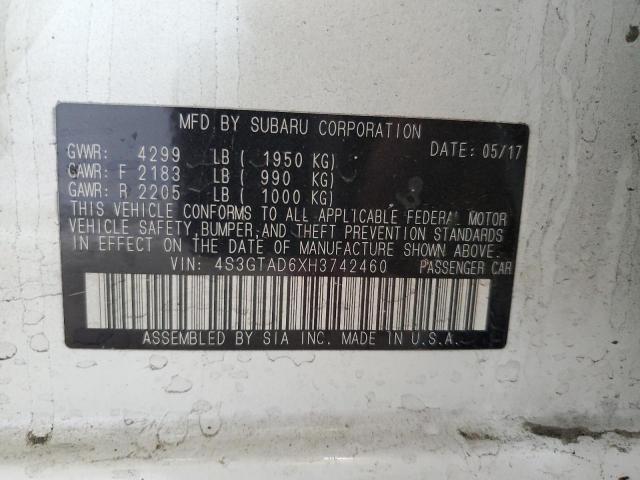 MFD. BY SUBARU CORPORATION
GVWR: 4299 LB ( 1950 KG) DATE: 05/17
GAWR: F 2183 LB ( 990 KG)
GAWR: R 2205 LB ( 1000 KG)
THIS VEHICLE CONFORMS TO ALL APPLICABLE FEDERAL MOTOR
VEHICLE SAFETY, BUMPER, AND THEFT PREVENTION STANDARDS
IN EFFECT ON THE DATE OF MANUFACTURE SHOWN ABOVE.
VIN: 4S3GTAD6XH3742460 PASSENGER CAR
ASSEMBLED BY SIA INC. MADE IN U.S.A.